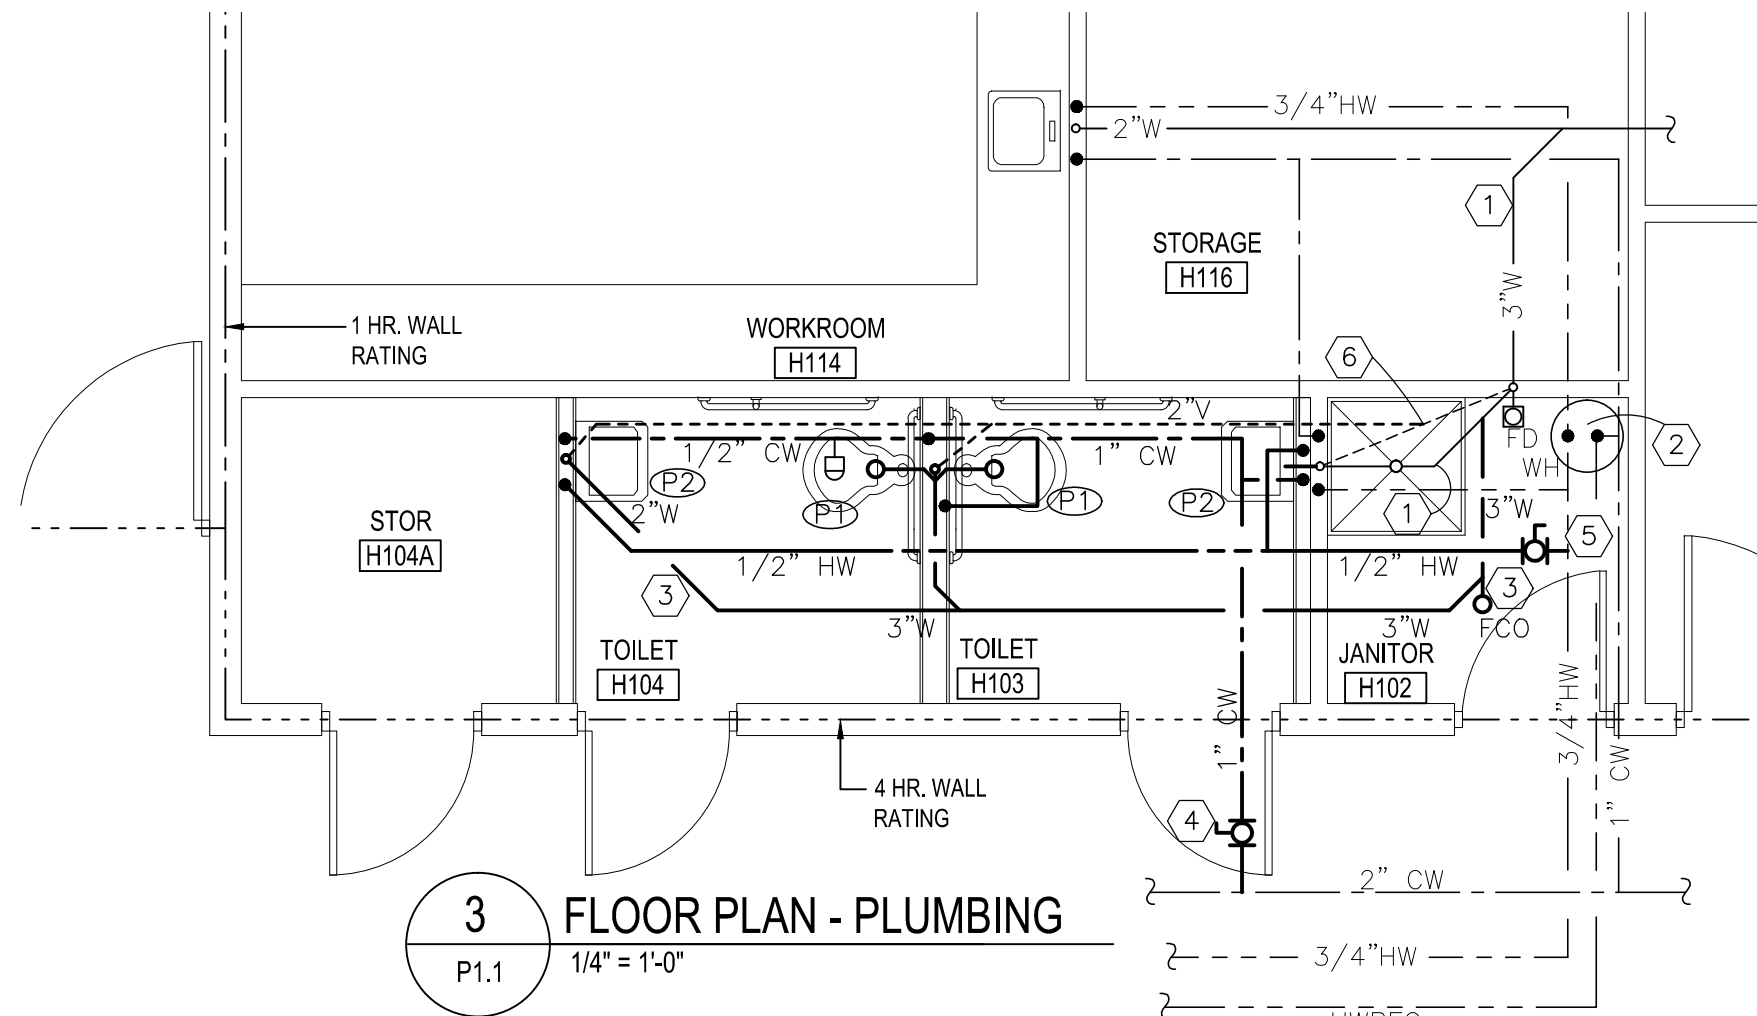 3/4"HW
2"W
1
STORAGE
H116
3"W
1 HR. WALL
RATING
WORKROOM
H114
6
2"V
1/2" CW
1" CW
FD
WH
2
P2
P1
P1
P2
2"W
1
3"W
STOR
H104A
1/2" HW
1/2" HW
5
3
3
3"W
3"W
FCO
TOILET
H104
TOILET
H103
JANITOR
H102
1" CW
3/4"HW
1" CW
4 HR. WALL
RATING
4
2" CW
3
P1.1
FLOOR PLAN - PLUMBING
1/4" = 1'-0"
3/4"HW